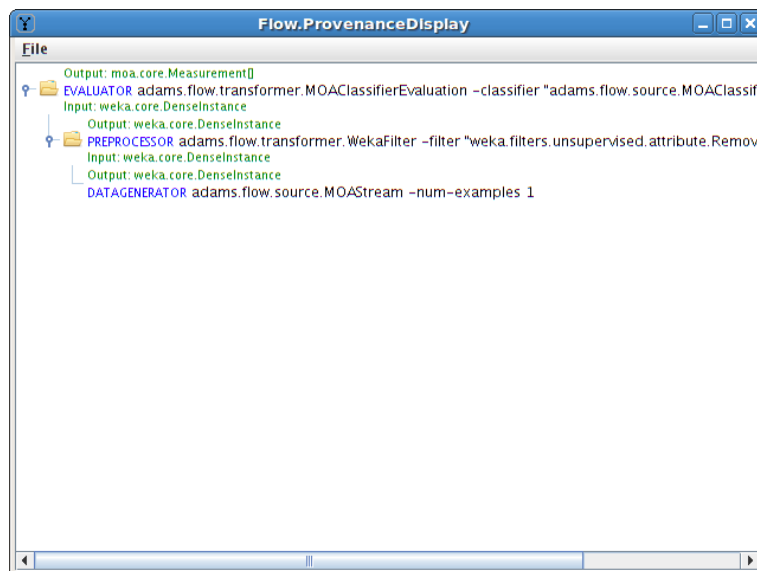 Flow.ProvenanceDisplay
File
Output: moa.core.Measurement[]
EVALUATOR adams.flow.transformer.MOAClassifierEvaluation -classifier "adams.flow.source.MOAClassif
Input: weka.core.DenseInstance
Output: weka.core.DenseInstance
PREPROCESSOR adams.flow.transformer.WekaFilter -filter "weka.filters.unsupervised.attribute.Remov
Input: weka.core.DenseInstance
Output: weka.core.DenseInstance
DATAGENERATOR adams.flow.source.MOAStream -num-examples 1